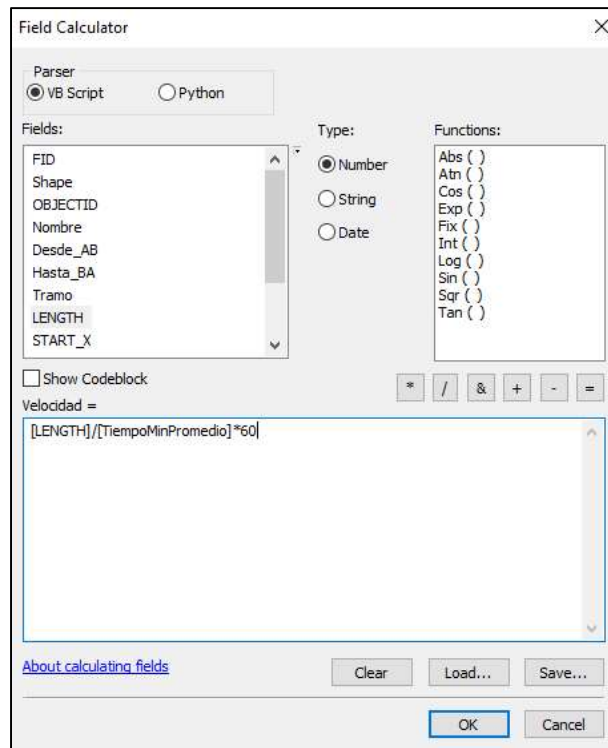 Field Calculator
Parser
VB Script Python
Fields: Type: Functions:
FID
Shape
OBJECTID
Nombre
Desde_AB
Hasta_BA
Tramo
LENGTH
START_X
Number
String
Date
Abs ( )
Atn ( )
Cos ( )
Exp ( )
Fix ( )
Int ( )
Log ( )
Sin ( )
Sqr ( )
Tan ( )
Show Codeblock
* / & + - =
Velocidad =
[LENGTH]/[TiempoMinPromedio]*60
About calculating fields Clear Load... Save...
OK Cancel